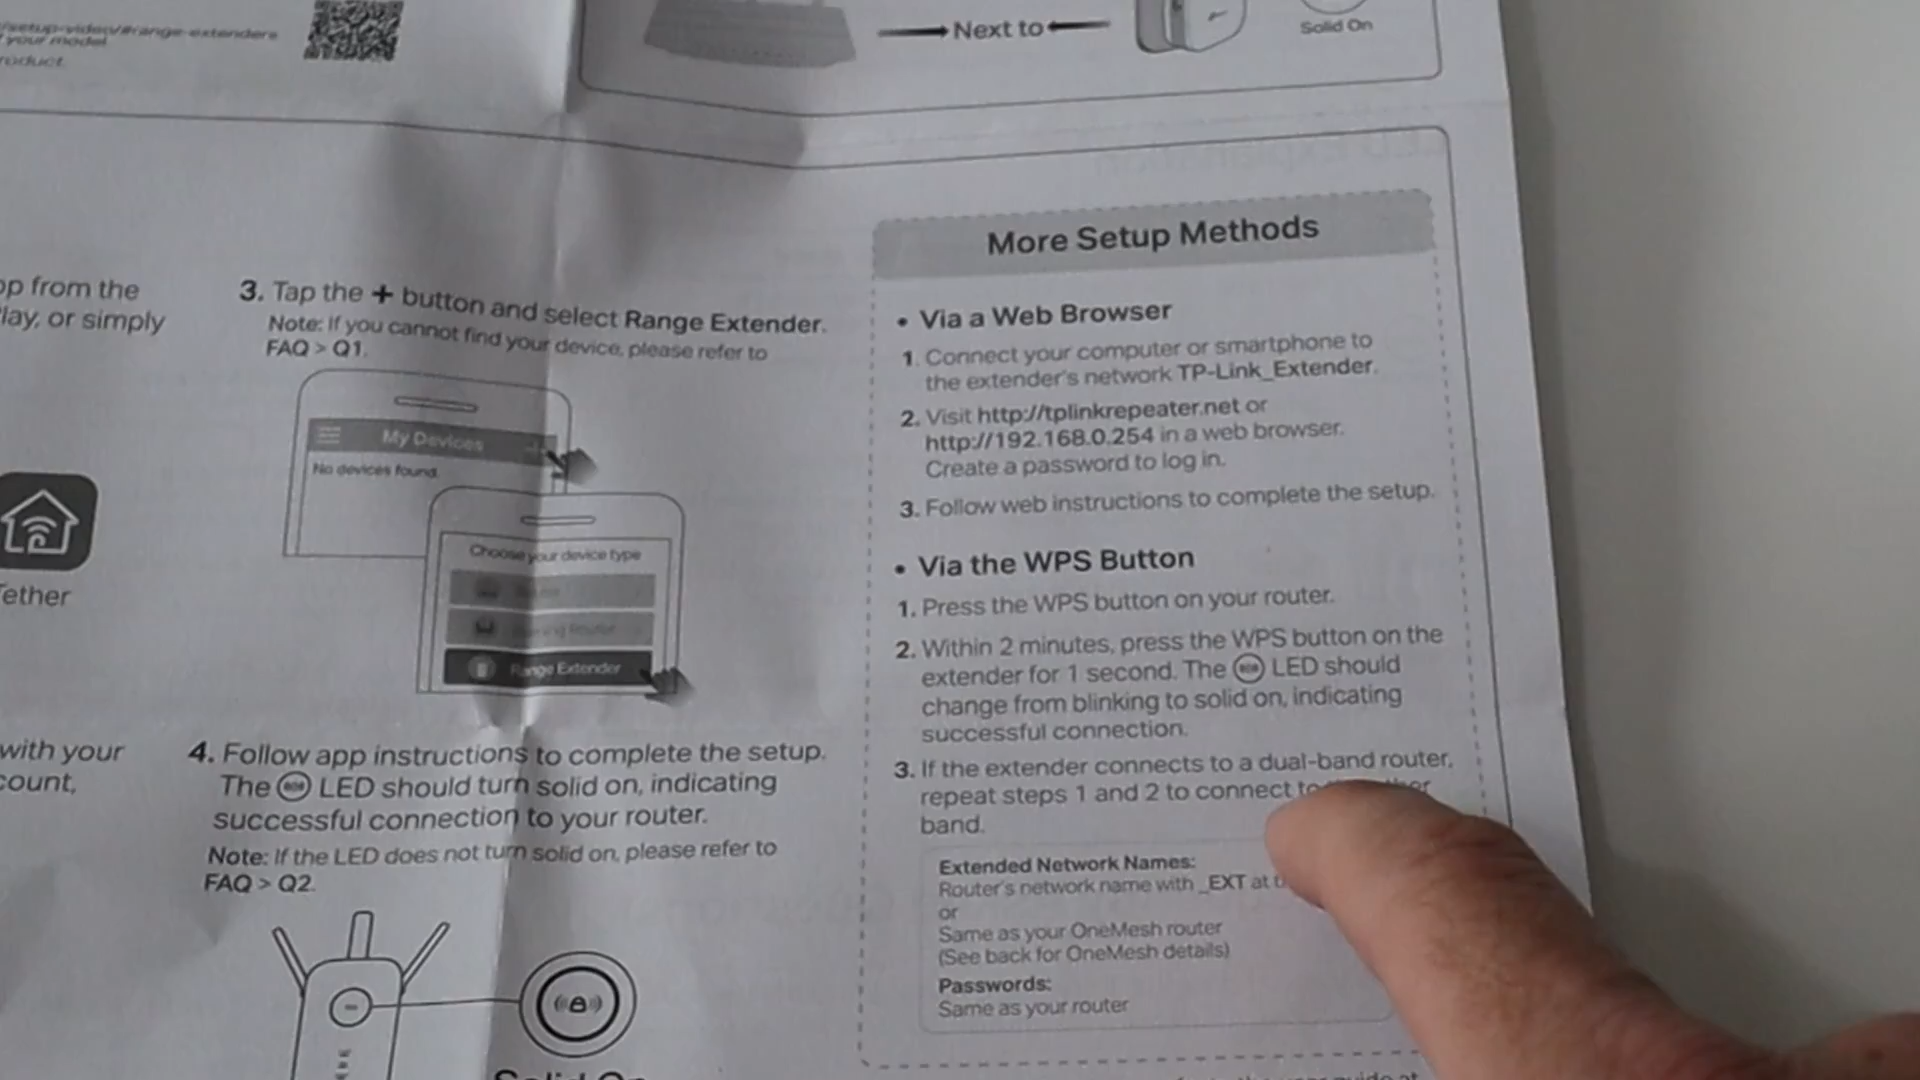 /setup-video/#range-extenders
your model
roduct.
Next to
Solid On
op from the
lay, or simply
Tether
with your
count,
3. Tap the + button and select Range Extender.
Note: If you cannot find your device, please refer to
FAQ > Q1.
My Devices
No devices found.
Choose your device type
Range Extender
4. Follow app instructions to complete the setup.
The LED should turn solid on, indicating
successful connection to your router.
Note: If the LED does not turn solid on, please refer to
FAQ > Q2.
More Setup Methods
• Via a Web Browser
1. Connect your computer or smartphone to
the extender's network TP-Link_Extender.
2. Visit http://tplinkrepeater.net or
http://192.168.0.254 in a web browser.
Create a password to log in.
3. Follow web instructions to complete the setup.
• Via the WPS Button
1. Press the WPS button on your router.
2. Within 2 minutes, press the WPS button on the
extender for 1 second. The LED should
change from blinking to solid on, indicating
successful connection.
3. If the extender connects to a dual-band router,
repeat steps 1 and 2 to connect to
band.
Extended Network Names:
Router's network name with _EXT at
or
Same as your OneMesh router
(See back for OneMesh details)
Passwords:
Same as your router